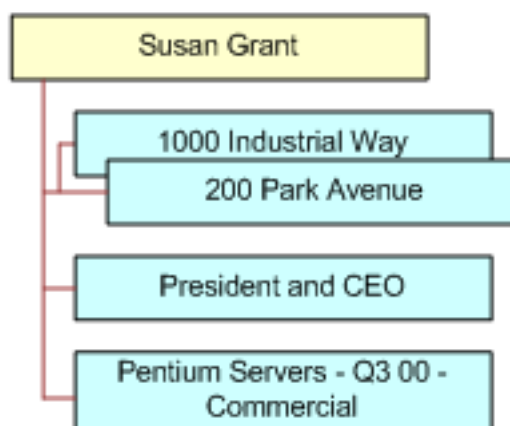 Susan Grant
1000 Industrial Way
200 Park Avenue
President and CEO
Pentium Servers - Q3 00 -
Commercial